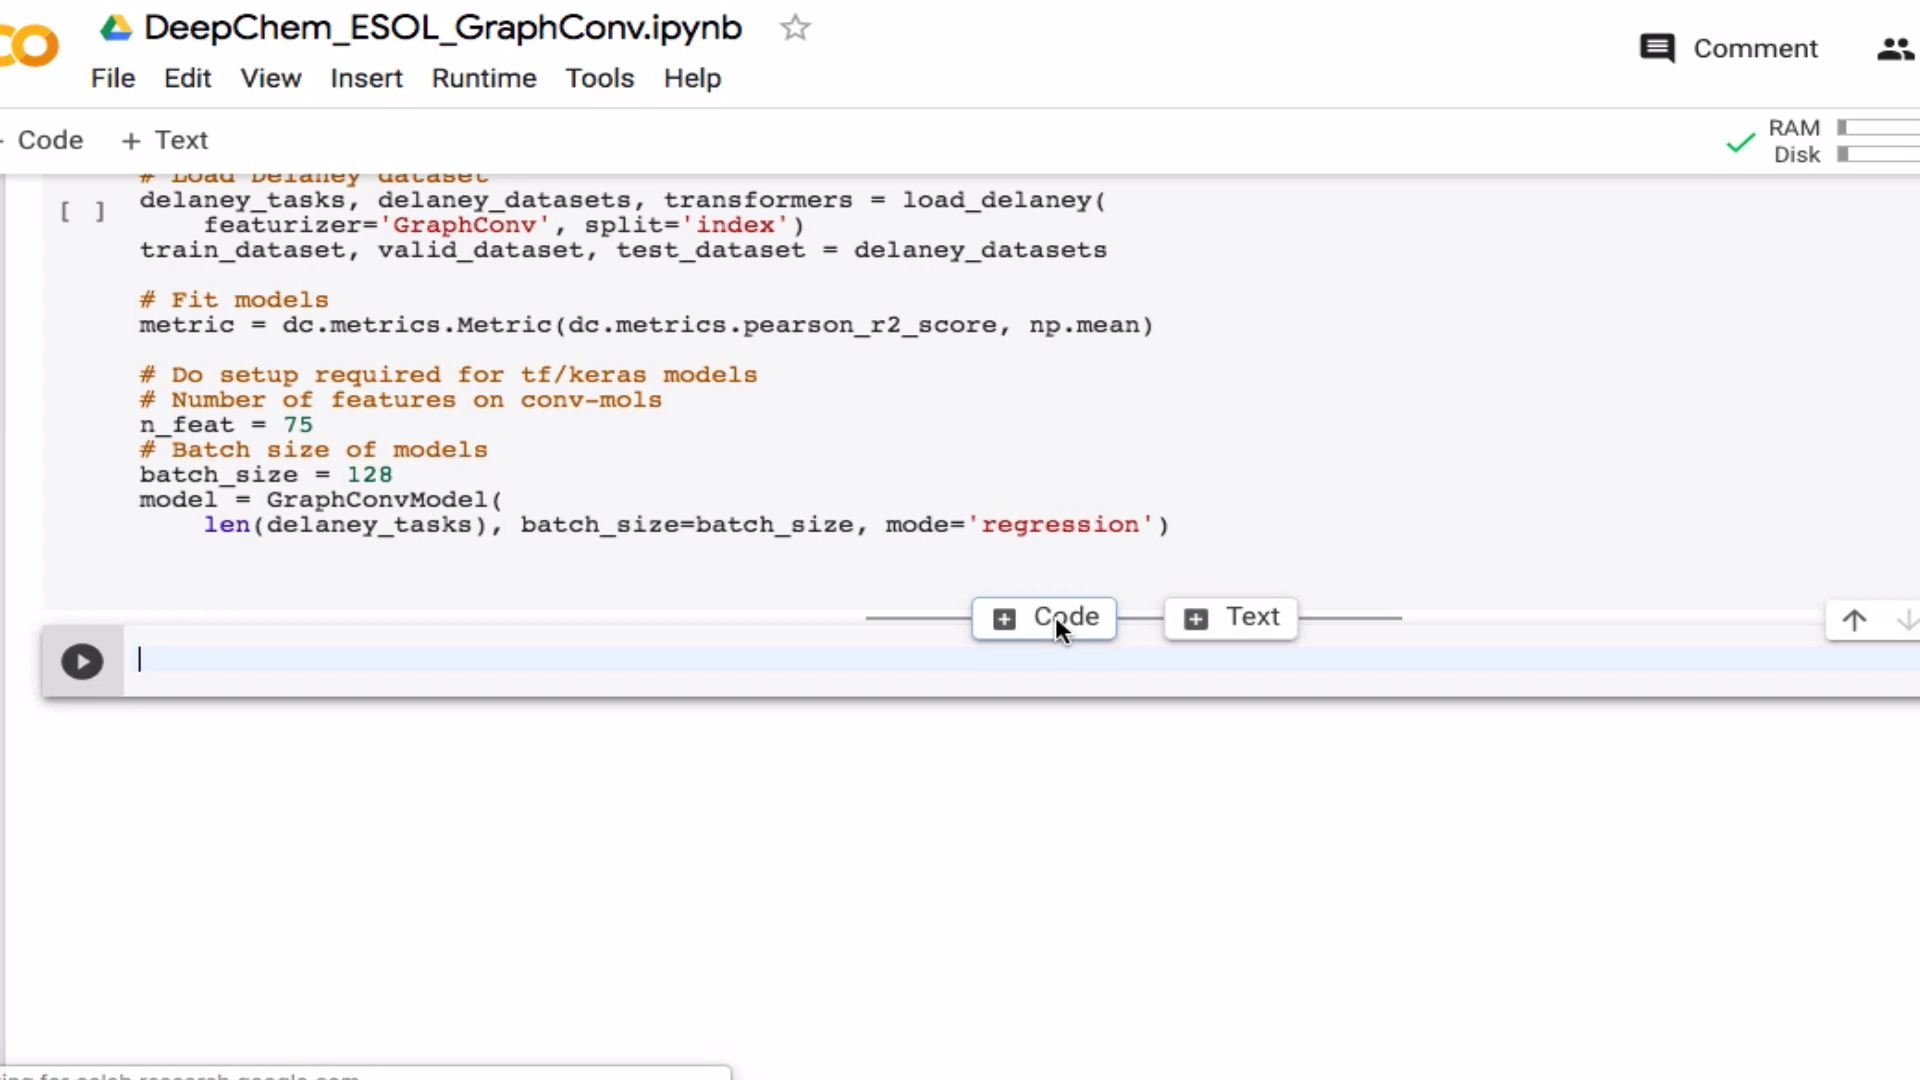 DeepChem_ESOL_GraphConv.ipynb
Comment
File Edit View Insert Runtime Tools Help
Code + Text
RAM
Disk
# Load Delaney dataset
[ ]
delaney_tasks, delaney_datasets, transformers = load_delaney(
featurizer='GraphConv', split='index')
train_dataset, valid_dataset, test_dataset = delaney_datasets
# Fit models
metric = dc.metrics.Metric(dc.metrics.pearson_r2_score, np.mean)
# Do setup required for tf/keras models
# Number of features on conv-mols
n_feat = 75
# Batch size of models
batch_size = 128
model = GraphConvModel(
len(delaney_tasks), batch_size=batch_size, mode='regression')
Code Text